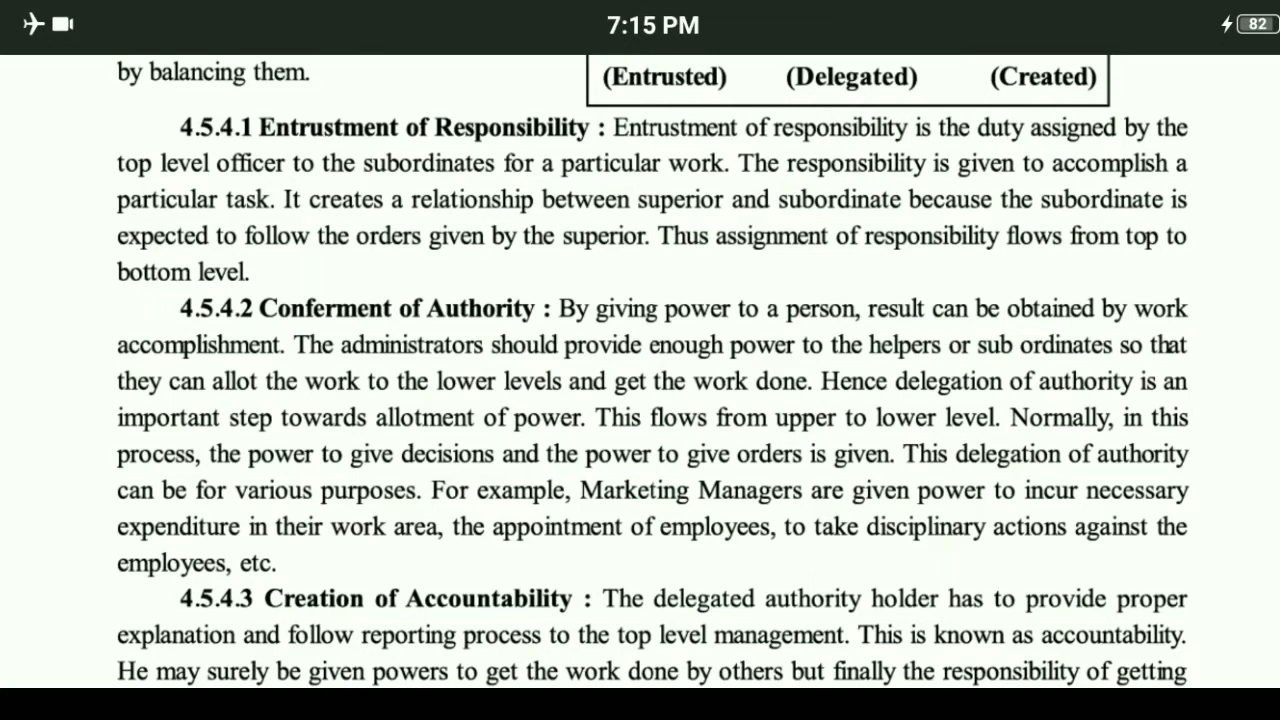 7:15 PM
82
by balancing them.
(Entrusted) (Delegated) (Created)
4.5.4.1 Entrustment of Responsibility : Entrustment of responsibility is the duty assigned by the
top level officer to the subordinates for a particular work. The responsibility is given to accomplish a
particular task. It creates a relationship between superior and subordinate because the subordinate is
expected to follow the orders given by the superior. Thus assignment of responsibility flows from top to
bottom level.
4.5.4.2 Conferment of Authority : By giving power to a person, result can be obtained by work
accomplishment. The administrators should provide enough power to the helpers or sub ordinates so that
they can allot the work to the lower levels and get the work done. Hence delegation of authority is an
important step towards allotment of power. This flows from upper to lower level. Normally, in this
process, the power to give decisions and the power to give orders is given. This delegation of authority
can be for various purposes. For example, Marketing Managers are given power to incur necessary
expenditure in their work area, the appointment of employees, to take disciplinary actions against the
employees, etc.
4.5.4.3 Creation of Accountability : The delegated authority holder has to provide proper
explanation and follow reporting process to the top level management. This is known as accountability.
He may surely be given powers to get the work done by others but finally the responsibility of getting